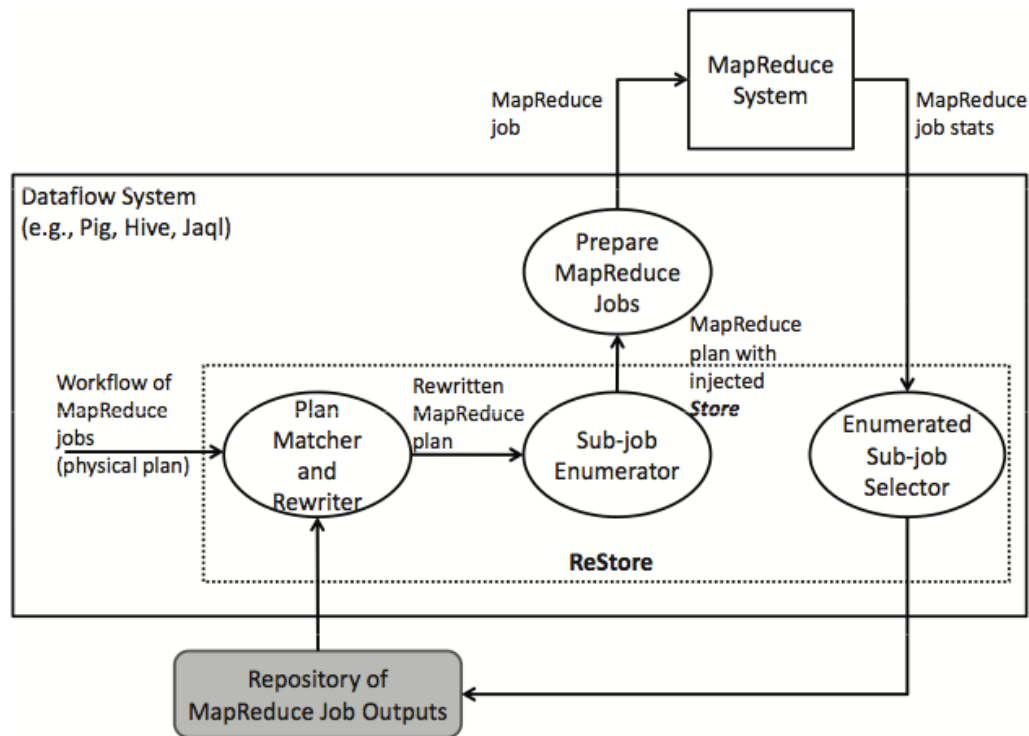 MapReduce
System
MapReduce
job
MapReduce
job stats
Dataflow System
(e.g., Pig, Hive, Jaql)
Prepare
MapReduce
Jobs
MapReduce
plan with
injected
Store
Workflow of
MapReduce
jobs
(physical plan)
Plan
Matcher
and
Rewriter
Rewritten
MapReduce
plan
Sub-job
Enumerator
Enumerated
Sub-job
Selector
ReStore
Repository of
MapReduce Job Outputs